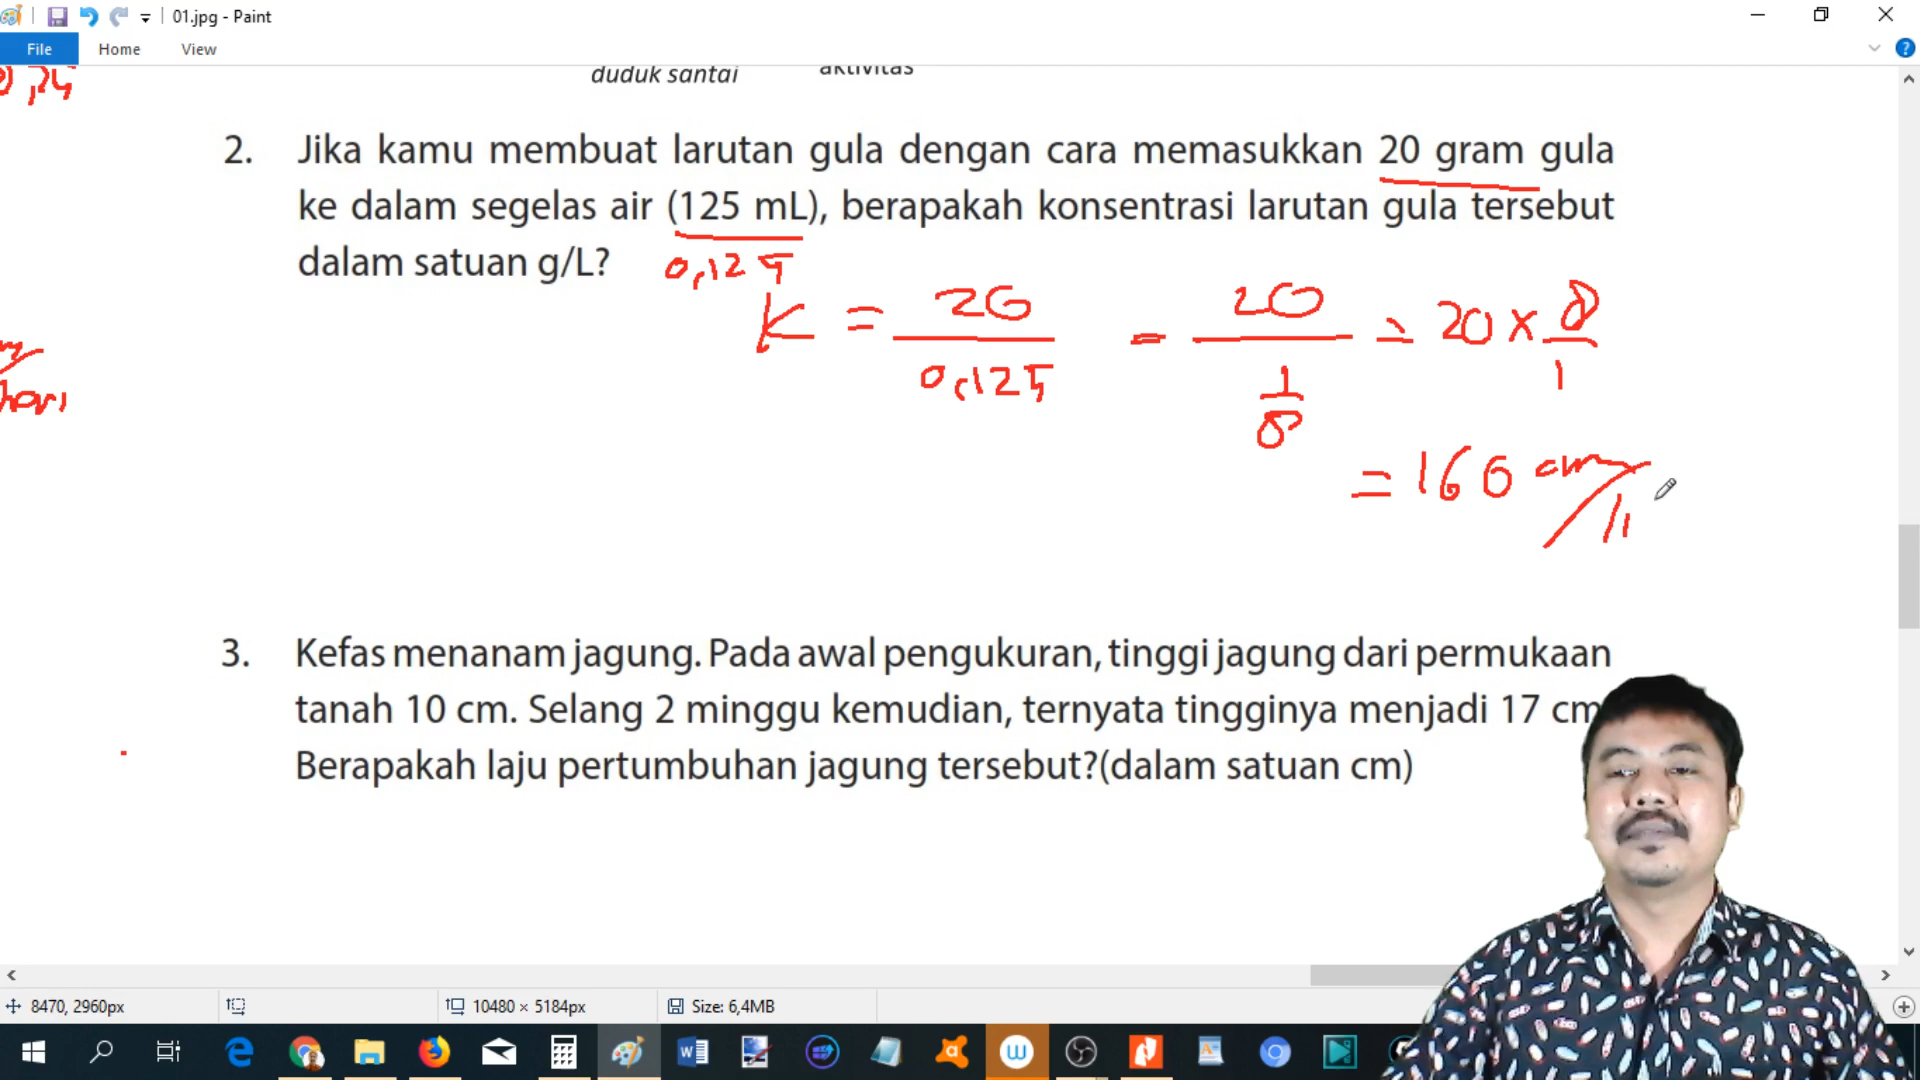 01.jpg - Paint
File Home View
duduk santai aktivitas
2. Jika kamu membuat larutan gula dengan cara memasukkan 20 gram gula
ke dalam segelas air (125 mL), berapakah konsentrasi larutan gula tersebut
dalam satuan g/L?
0,125
K = 20 / 0,125 = 20 / 1/8 = 20 x 8/1
= 160
3. Kefas menanam jagung. Pada awal pengukuran, tinggi jagung dari permukaan
tanah 10 cm. Selang 2 minggu kemudian, ternyata tingginya menjadi 17 cm
Berapakah laju pertumbuhan jagung tersebut?(dalam satuan cm)
8470, 2960px 10480 × 5184px Size: 6,4MB